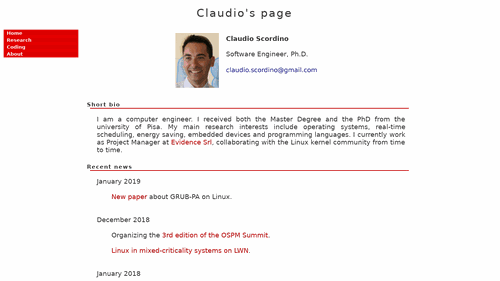 Claudio's page
Home
Research
Coding
About
Claudio Scordino
Software Engineer, Ph.D.
claudio.scordino@gmail.com
Short bio
I am a computer engineer. I received both the Master Degree and the PhD from the
university of Pisa. My main research interests include operating systems, real-time
scheduling, energy saving, embedded devices and programming languages. I currently work
as Project Manager at Evidence Srl, collaborating with the Linux kernel community from time
to time.
Recent news
January 2019
New paper about GRUB-PA on Linux.
December 2018
Organizing the 3rd edition of the OSPM Summit.
Linux in mixed-criticality systems on LWN.
January 2018